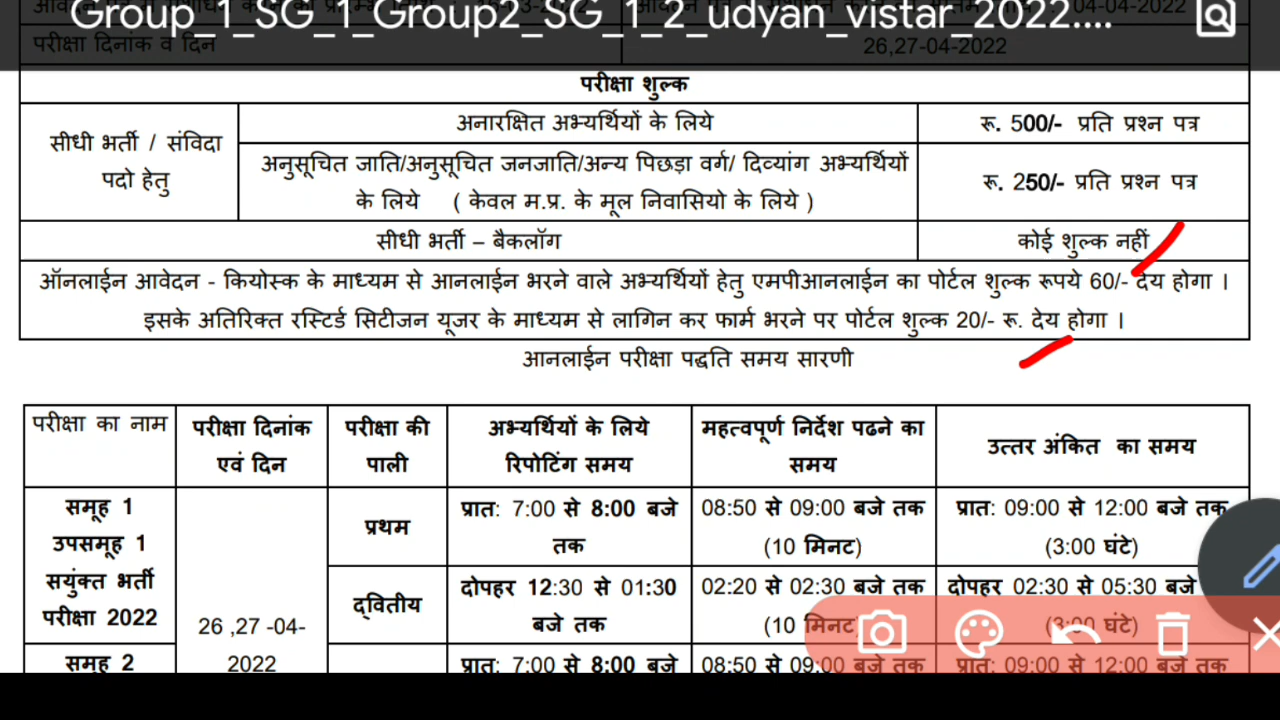 Group_1_SG_1_Group2_SG_1_2_udyan_vistar_2022....
04-04-2022
परीक्षा दिनांक व दिन 26,27-04-2022
परीक्षा शुल्क
सीधी भर्ती / संविदा पदो हेतु
अनारक्षित अभ्यर्थियों के लिये रू. 500/- प्रति प्रश्न पत्र
अनुसूचित जाति/अनुसूचित जनजाति/अन्य पिछड़ा वर्ग/ दिव्यांग अभ्यर्थियों
के लिये ( केवल म.प्र. के मूल निवासियो के लिये ) रू. 250/- प्रति प्रश्न पत्र
सीधी भर्ती – बैकलॉग कोई शुल्क नहीं
ऑनलाईन आवेदन - कियोस्क के माध्यम से आनलाईन भरने वाले अभ्यर्थियों हेतु एमपीआनलाईन का पोर्टल शुल्क रूपये 60/- देय होगा ।
इसके अतिरिक्त रस्टिर्ड सिटीजन यूजर के माध्यम से लागिन कर फार्म भरने पर पोर्टल शुल्क 20/- रू. देय होगा ।
आनलाईन परीक्षा पद्दति समय सारणी
परीक्षा का नाम
परीक्षा दिनांक
एवं दिन
परीक्षा की
पाली
अभ्यर्थियों के लिये
रिपोटिंग समय
महत्वपूर्ण निर्देश पढने का
समय
उत्तर अंकित का समय
समूह 1
उपसमूह 1
सयुंक्त भर्ती
परीक्षा 2022
26 ,27 -04-
2022
प्रथम
प्रात: 7:00 से 8:00 बजे
तक
08:50 से 09:00 बजे तक
(10 मिनट)
प्रात: 09:00 से 12:00 बजे तक
(3:00 घंटे)
द्वितीय
दोपहर 12:30 से 01:30
बजे तक
02:20 से 02:30 बजे तक
(10 मिनट)
दोपहर 02:30 से 05:30 बजे
(3:00 घंटे)
समूह 2
प्रात: 7:00 से 8:00 बजे
08:50 से 09:00 बजे तक
प्रात: 09:00 से 12:00 बजे तक